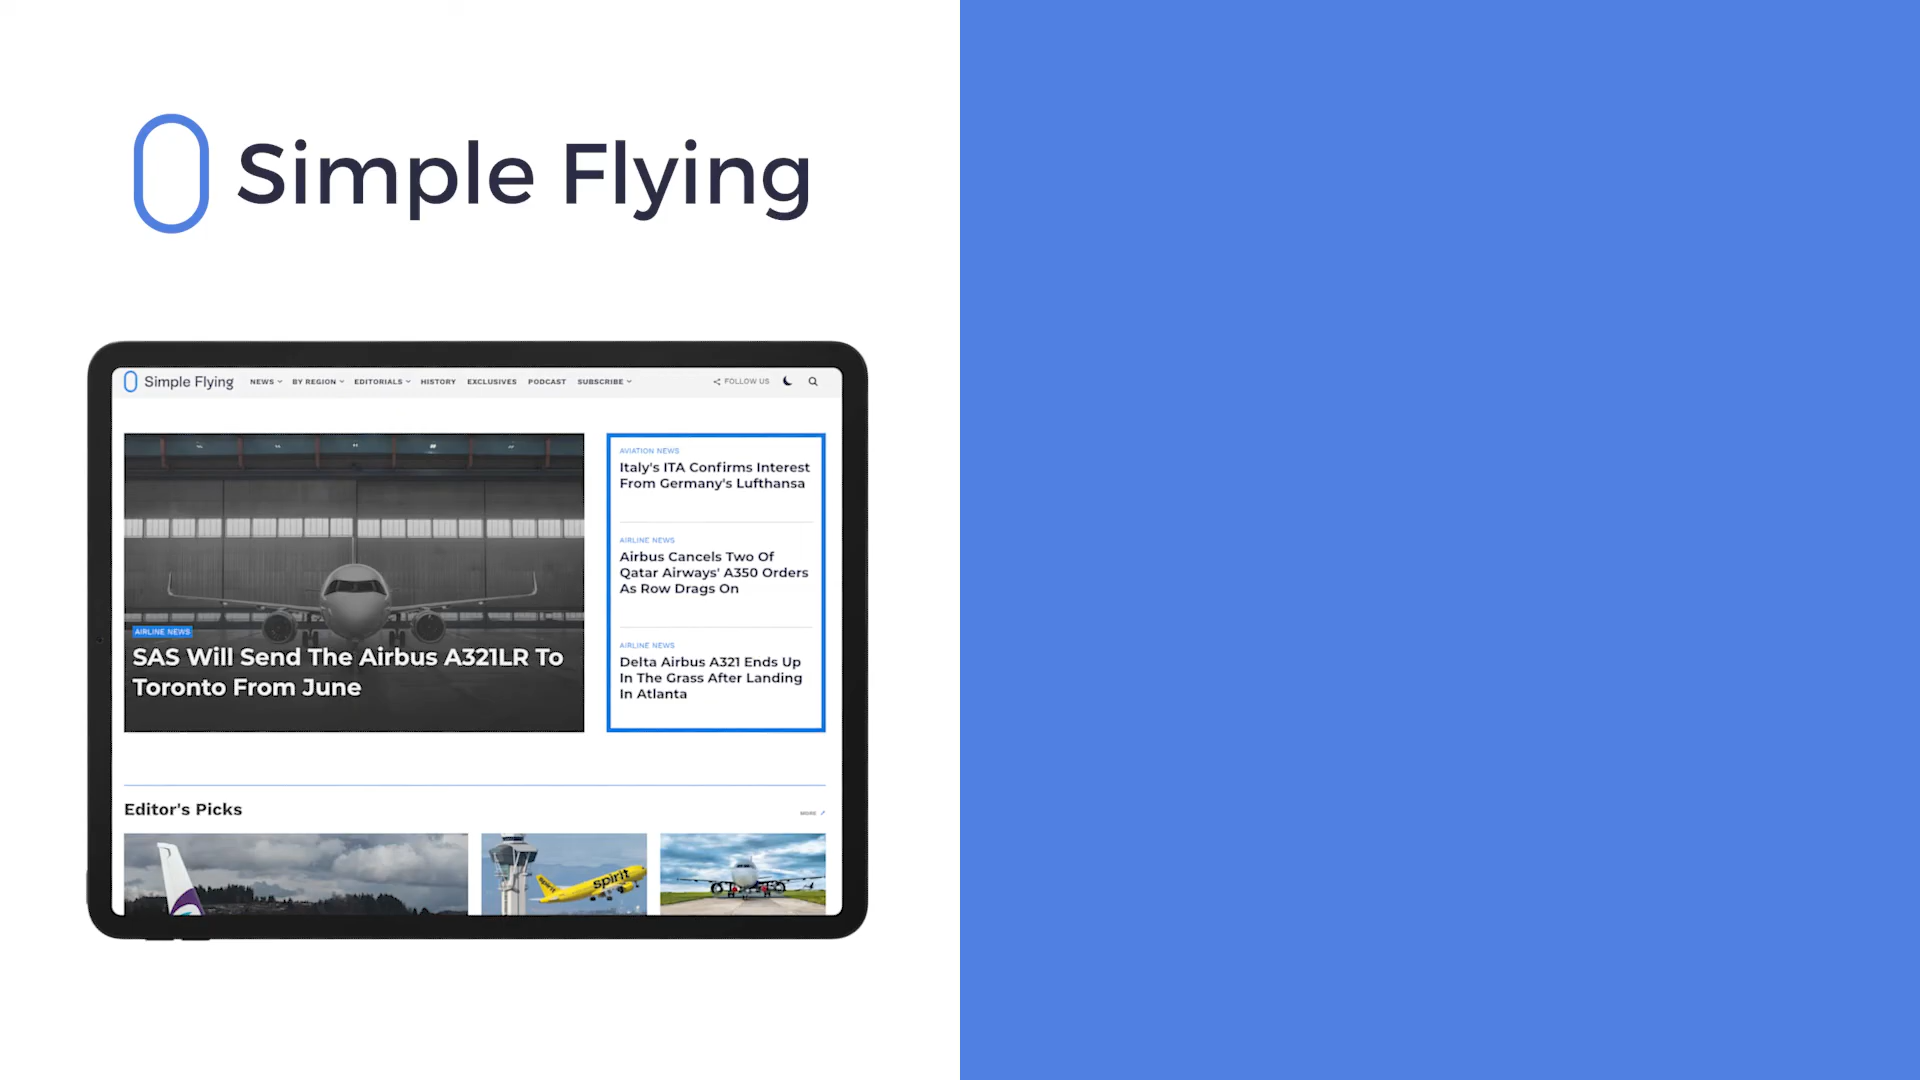 Simple Flying
Simple Flying NEWS BY REGION EDITORIALS HISTORY EXCLUSIVES PODCAST SUBSCRIBE FOLLOW US
AIRLINE NEWS
SAS Will Send The Airbus A321LR To
Toronto From June
AVIATION NEWS
Italy's ITA Confirms Interest
From Germany's Lufthansa
AIRLINE NEWS
Airbus Cancels Two Of
Qatar Airways' A350 Orders
As Row Drags On
AIRLINE NEWS
Delta Airbus A321 Ends Up
In The Grass After Landing
In Atlanta
Editor's Picks
MORE
spirit
spirit